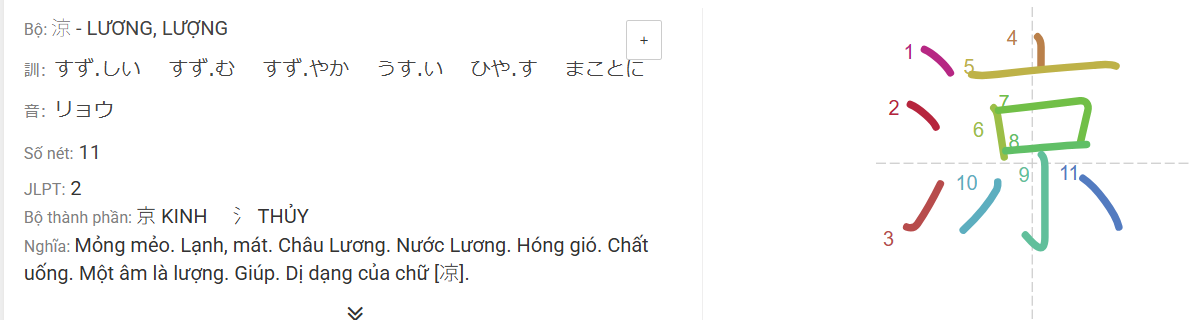 Bộ: 涼 - LƯƠNG, LƯỢNG
+
訓: すず.しい すず.む すず.やか うす.い ひや.す まことに
音: リョウ
Số nét: 11
JLPT: 2
Bộ thành phần: 京 KINH 氵 THỦY
Nghĩa: Mỏng mẻo. Lạnh, mát. Châu Lương. Nước Lương. Hóng gió. Chất
uống. Một âm là lượng. Giúp. Dị dạng của chữ [凉].
涼
1
2
3
4
5
6
7
8
9
10
11